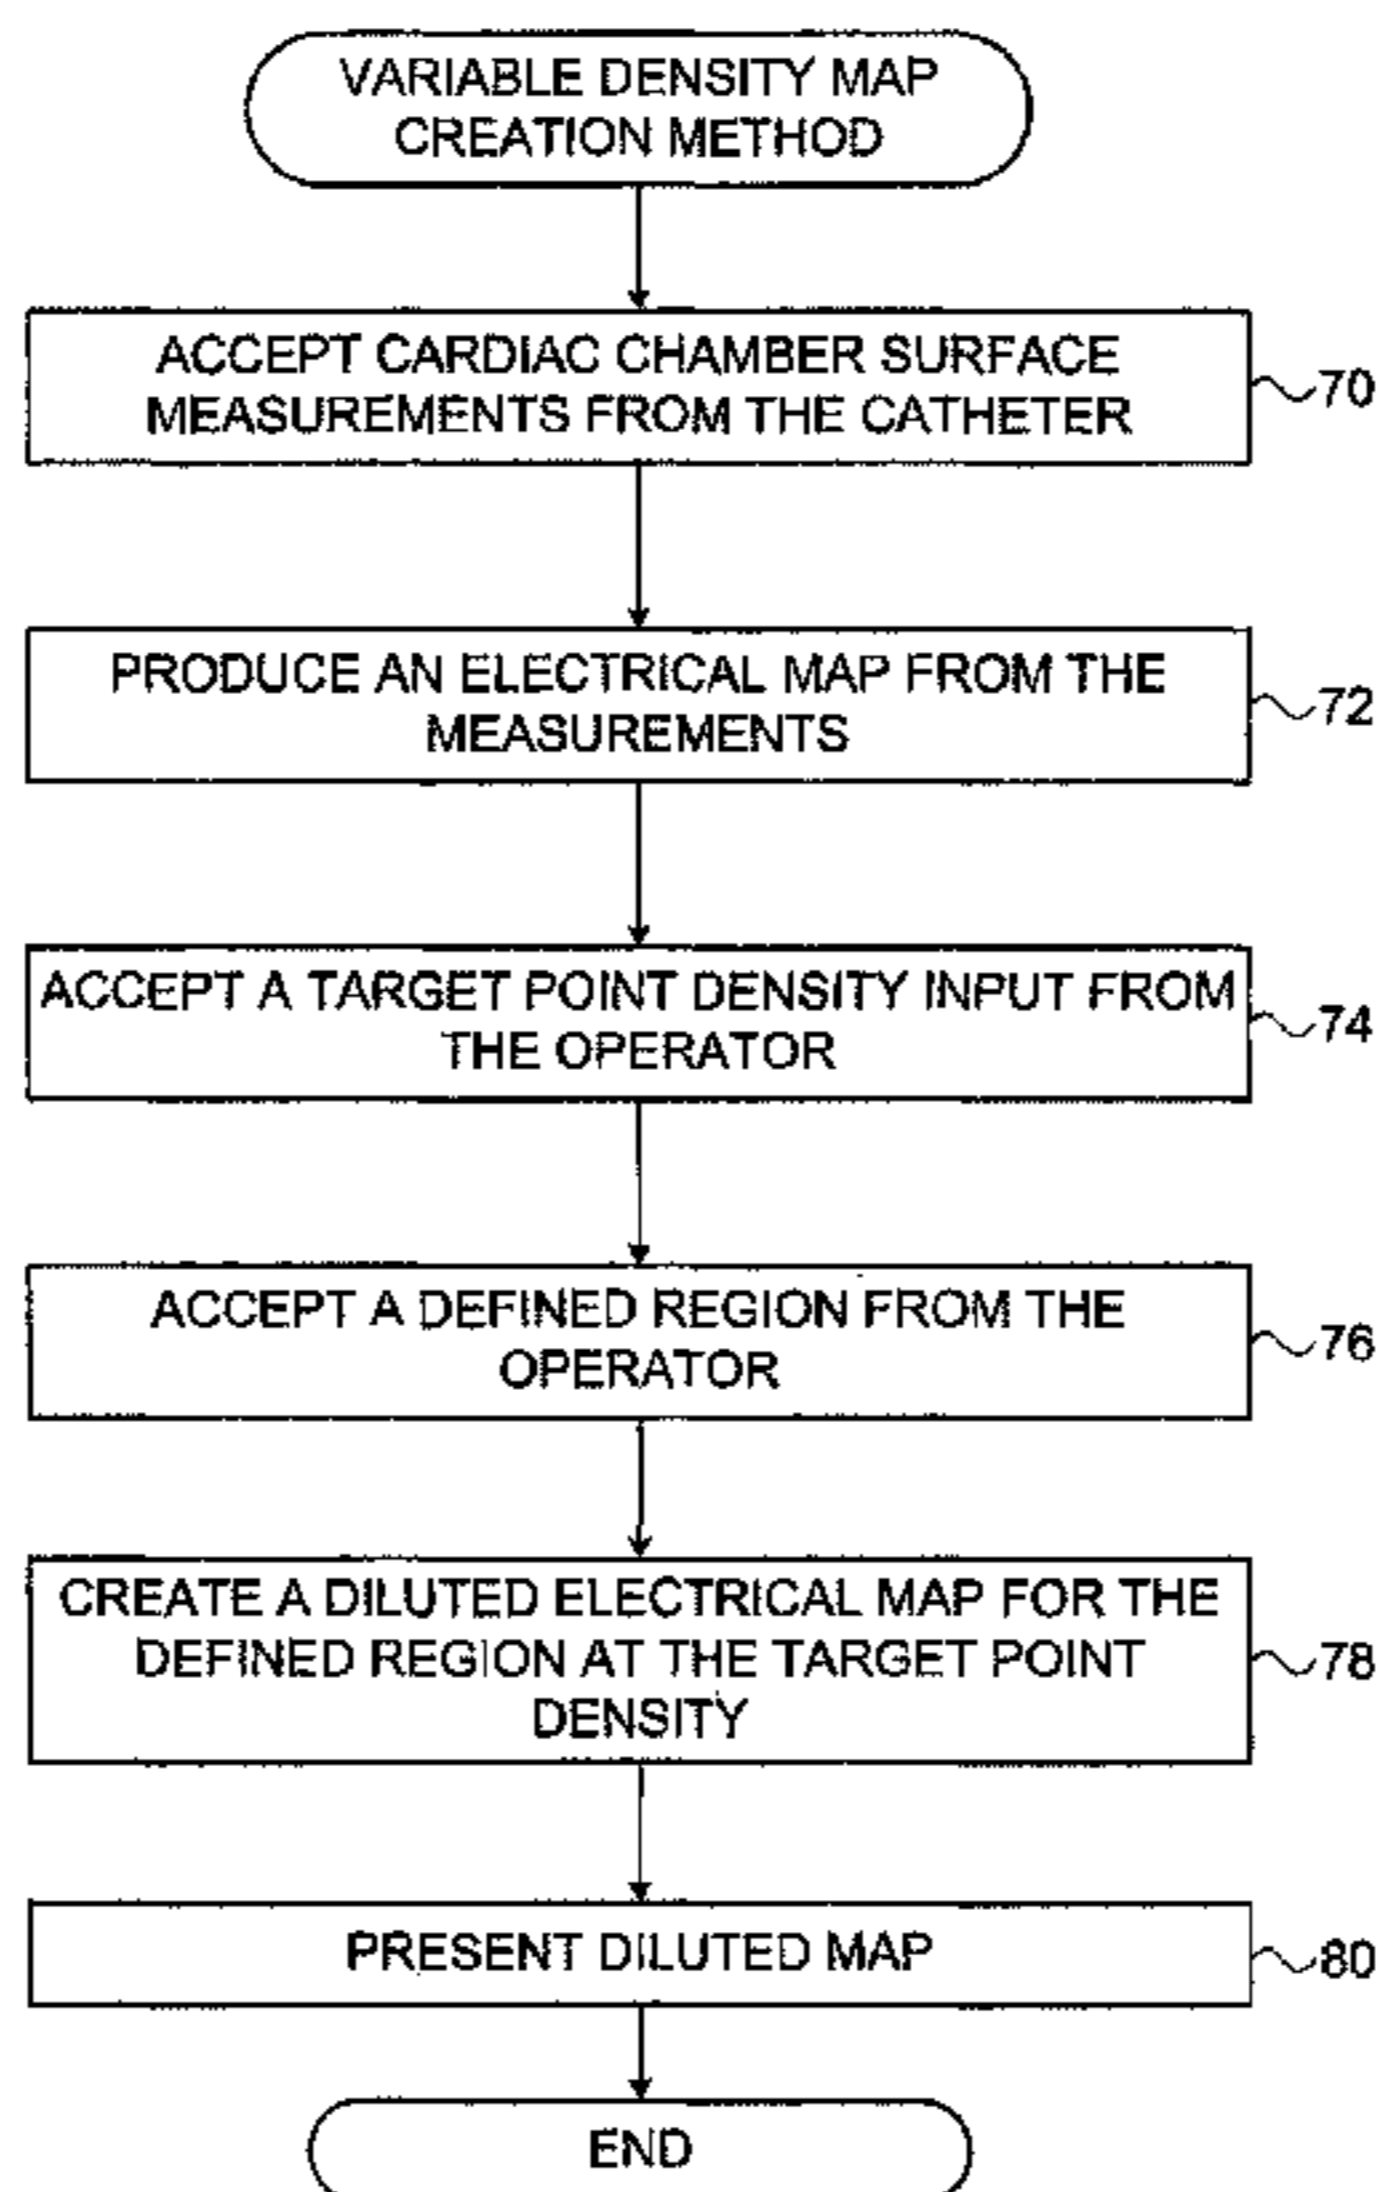 VARIABLE DENSITY MAP
CREATION METHOD
ACCEPT CARDIAC CHAMBER SURFACE
MEASUREMENTS FROM THE CATHETER
70
PRODUCE AN ELECTRICAL MAP FROM THE
MEASUREMENTS
72
ACCEPT A TARGET POINT DENSITY INPUT FROM
THE OPERATOR
74
ACCEPT A DEFINED REGION FROM THE
OPERATOR
76
CREATE A DILUTED ELECTRICAL MAP FOR THE
DEFINED REGION AT THE TARGET POINT
DENSITY
78
PRESENT DILUTED MAP
80
END